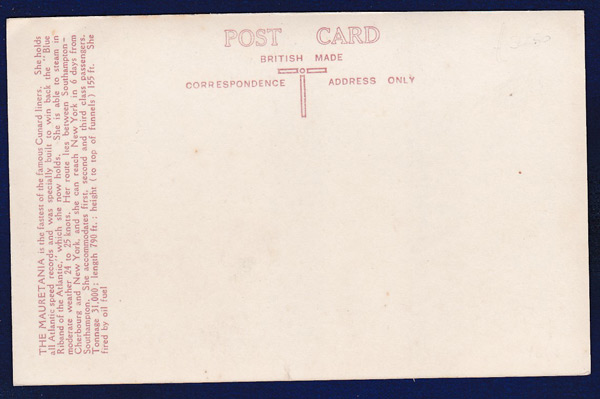 POST CARD
BRITISH MADE
CORRESPONDENCE ADDRESS ONLY
THE MAURETANIA is the fastest of the famous Cunard liners. She holds
all Atlantic speed records and was specially built to win back the "Blue
Riband of the Atlantic," which she now holds. She is able to steam in
moderate weather 24 to 25 knots. Her route lies between Southampton-
Cherbourg and New York, and she can reach New York in 6 days from
Southampton. She accommodates first, second and third class passengers.
Tonnage 31,000 : length 790 ft. : height (to top of funnels) 155 ft. She
fired by oil fuel